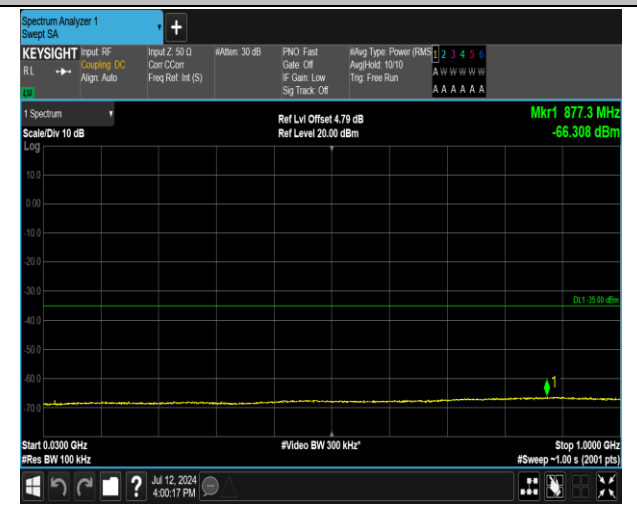 Spectrum Analyzer 1
Swept SA
+
KEYSIGHT Input: RF Input Z: 50 Ω #Atten: 30 dB PNO: Fast #Avg Type: Power (RMS 1 2 3 4 5 6
RL Coupling: DC Corr CCorr Gate: Off Avg|Hold: 10/10 A W W W W W
Align: Auto Freq Ref: Int (S) IF Gain: Low Trig: Free Run
Sig Track: Off A A A A A A
1 Spectrum
Ref Lvl Offset 4.79 dB Mkr1 877.3 MHz
Scale/Div 10 dB Ref Level 20.00 dBm -66.308 dBm
Log
10.0
0.00
-10.0
-20.0
-30.0
DL1 -35.00 dBm
-40.0
-50.0
-60.0
1
-70.0
Start 0.0300 GHz #Video BW 300 kHz* Stop 1.0000 GHz
#Res BW 100 kHz #Sweep ~1.00 s (2001 pts)
? Jul 12, 2024
4:00:17 PM